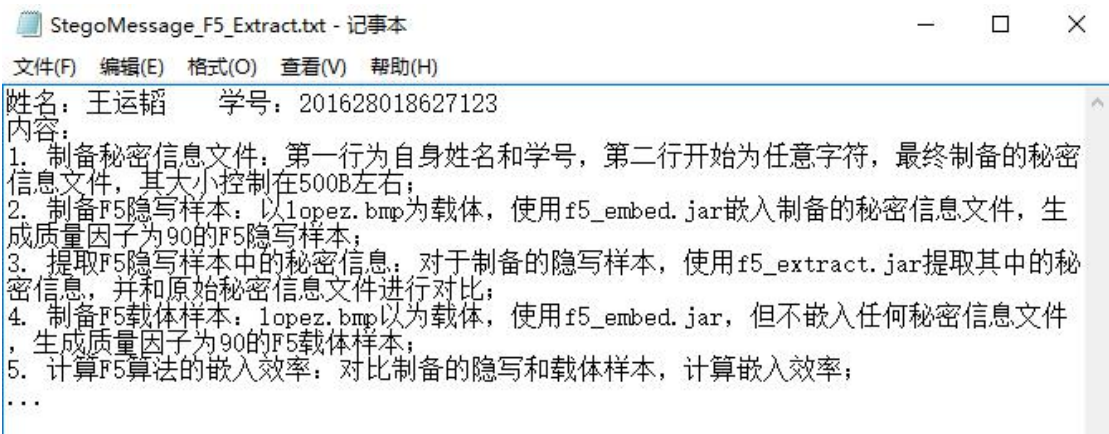 StegoMessage_F5_Extract.txt - 记事本
文件(F) 编辑(E) 格式(O) 查看(V) 帮助(H)
姓名：王运韬 学号：201628018627123
内容：
1. 制备秘密信息文件：第一行为自身姓名和学号，第二行开始为任意字符，最终制备的秘密
信息文件，其大小控制在500B左右；
2. 制备F5隐写样本：以lopez.bmp为载体，使用f5_embed.jar嵌入制备的秘密信息文件，生
成质量因子为90的F5隐写样本；
3. 提取F5隐写样本中的秘密信息：对于制备的隐写样本，使用f5_extract.jar提取其中的秘
密信息，并和原始秘密信息文件进行对比；
4. 制备F5载体样本：lopez.bmp以为载体，使用f5_embed.jar，但不嵌入任何秘密信息文件
，生成质量因子为90的F5载体样本；
5. 计算F5算法的嵌入效率：对比制备的隐写和载体样本，计算嵌入效率；
...